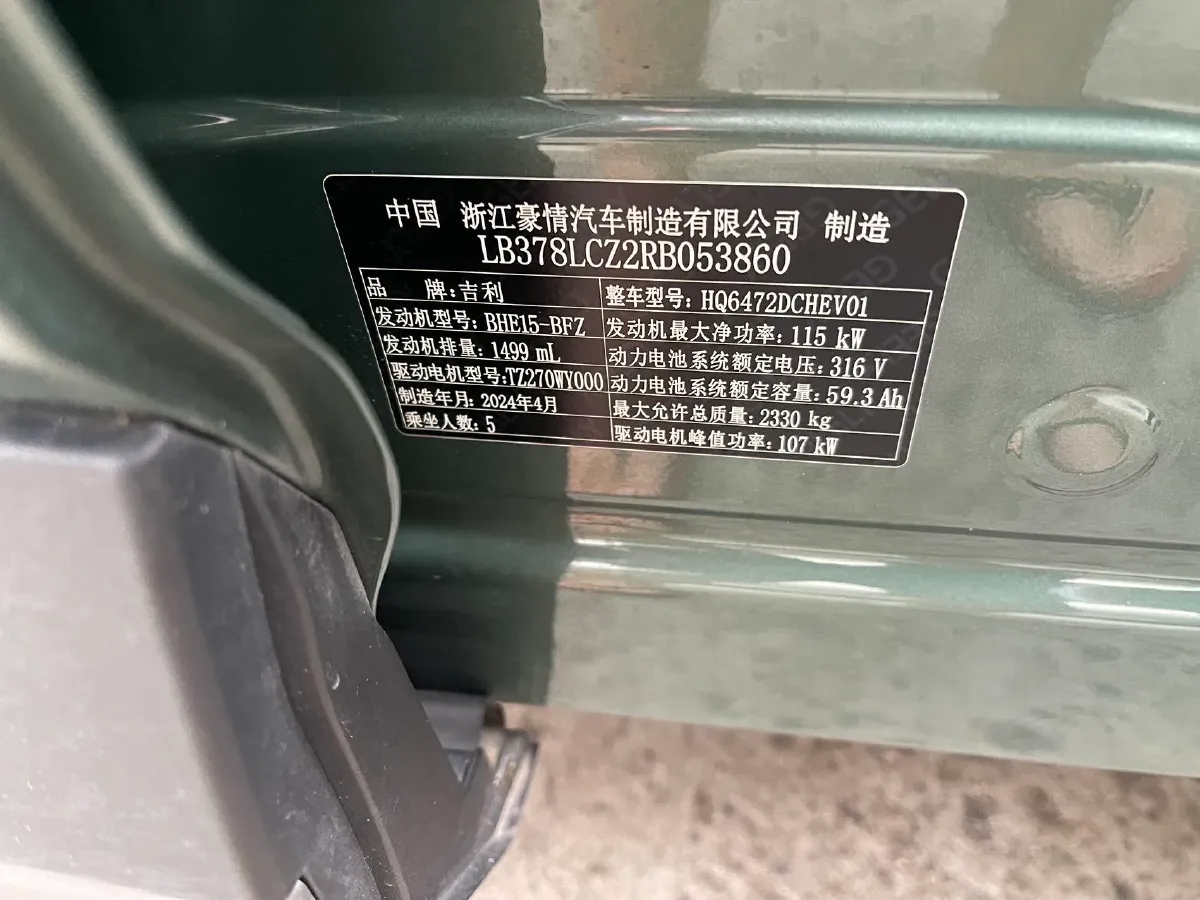 中国 浙江豪情汽车制造有限公司 制造
LB378LCZ2RB053860
品 牌:吉利 整车型号: HQ6472DCHEV01
发动机型号: BHE15-BFZ 发动机最大净功率: 115 kW
发动机排量: 1499 mL 动力电池系统额定电压: 316 V
驱动电机型号:TZ270WY000 动力电池系统额定容量: 59.3 Ah
制造年月: 2024年4月 最大允许总质量: 2330 kg
乘坐人数: 5 驱动电机峰值功率: 107 kW